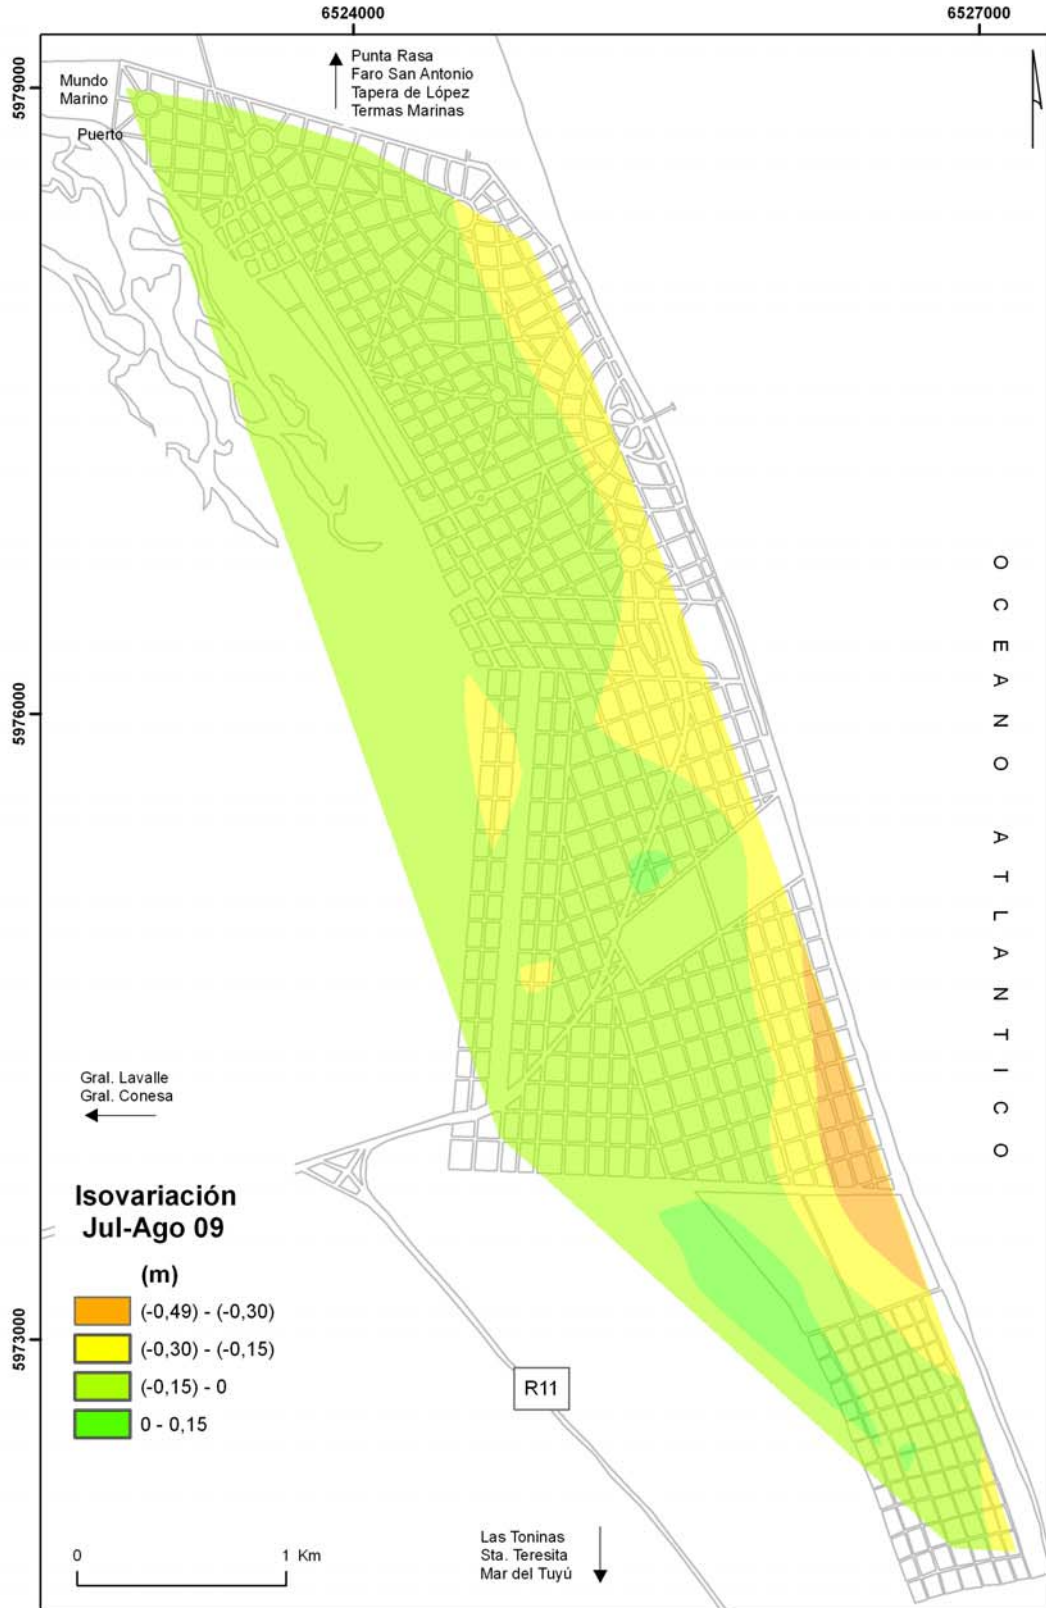 6524000
6527000
5979000
5976000
5973000
Mundo
Marino
Puerto
Punta Rasa
Faro San Antonio
Tapera de López
Termas Marinas
OCEANO ATLANTICO
Gral. Lavalle
Gral. Conesa
Isovariación
Jul-Ago 09
(m)
(-0,49) - (-0,30)
(-0,30) - (-0,15)
(-0,15) - 0
0 - 0,15
R11
0 1 Km
Las Toninas
Sta. Teresita
Mar del Tuyú